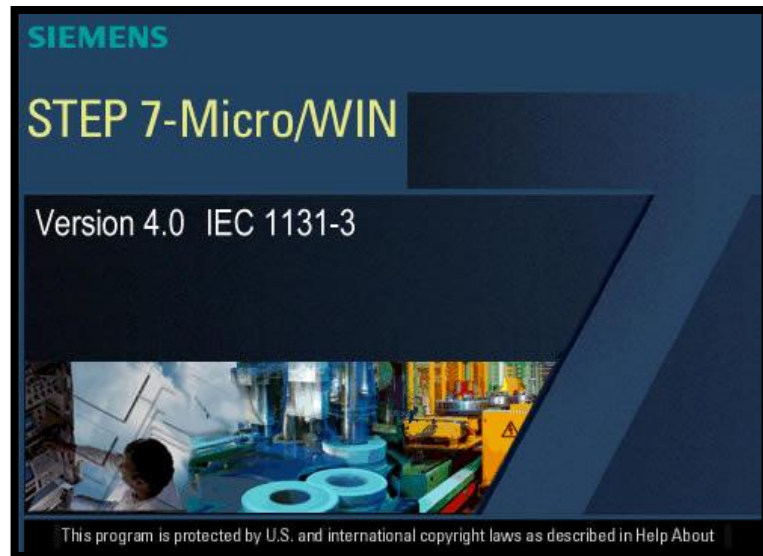 SIEMENS
STEP 7-Micro/WIN
Version 4.0 IEC 1131-3
This program is protected by U.S. and international copyright laws as described in Help About